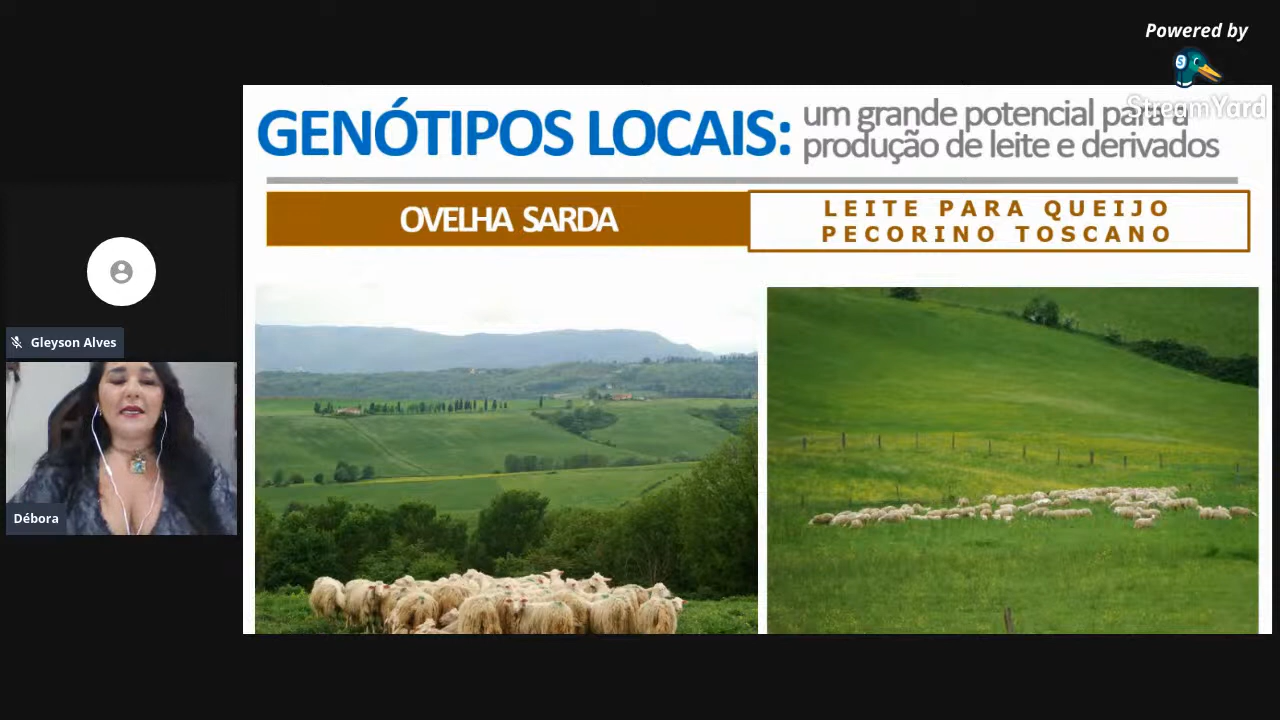 Powered by
StreamYard
GENÓTIPOS LOCAIS:
um grande potencial para a
produção de leite e derivados
OVELHA SARDA
LEITE PARA QUEIJO
PECORINO TOSCANO
Gleyson Alves
Débora